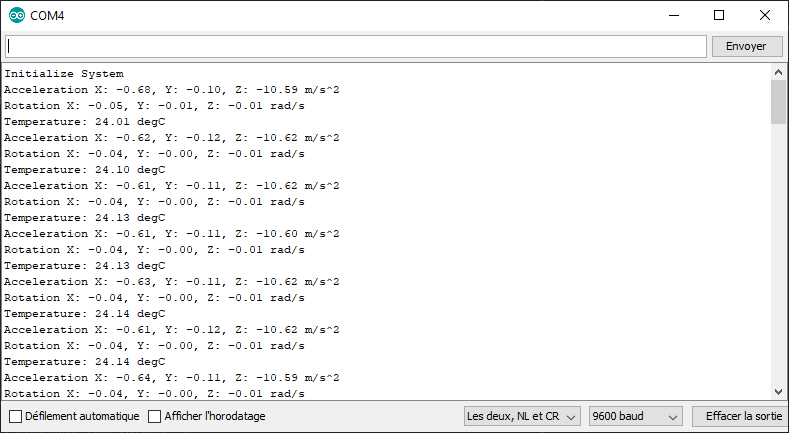 COM4
Envoyer
Initialize System
Acceleration X: -0.68, Y: -0.10, Z: -10.59 m/s^2
Rotation X: -0.05, Y: -0.01, Z: -0.01 rad/s
Temperature: 24.01 degC
Acceleration X: -0.62, Y: -0.12, Z: -10.62 m/s^2
Rotation X: -0.04, Y: -0.00, Z: -0.01 rad/s
Temperature: 24.10 degC
Acceleration X: -0.61, Y: -0.11, Z: -10.62 m/s^2
Rotation X: -0.04, Y: -0.00, Z: -0.01 rad/s
Temperature: 24.13 degC
Acceleration X: -0.61, Y: -0.11, Z: -10.60 m/s^2
Rotation X: -0.04, Y: -0.00, Z: -0.01 rad/s
Temperature: 24.13 degC
Acceleration X: -0.63, Y: -0.11, Z: -10.62 m/s^2
Rotation X: -0.04, Y: -0.00, Z: -0.01 rad/s
Temperature: 24.14 degC
Acceleration X: -0.61, Y: -0.12, Z: -10.62 m/s^2
Rotation X: -0.04, Y: -0.00, Z: -0.01 rad/s
Temperature: 24.14 degC
Acceleration X: -0.64, Y: -0.11, Z: -10.59 m/s^2
Rotation X: -0.04, Y: -0.00, Z: -0.01 rad/s
Défilement automatique Afficher l'horodatage Les deux, NL et CR 9600 baud Effacer la sortie